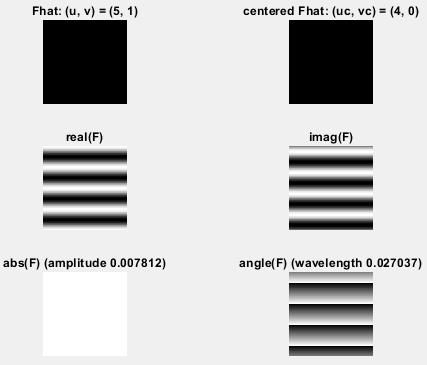 Fhat: (u, v) = (5, 1)
centered Fhat: (uc, vc) = (4, 0)
real(F)
imag(F)
abs(F) (amplitude 0.007812)
angle(F) (wavelength 0.027037)